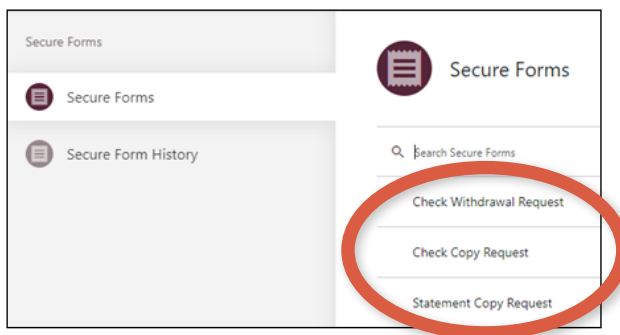 Secure Forms
Secure Forms
Secure Form History
Secure Forms
Search Secure Forms
Check Withdrawal Request
Check Copy Request
Statement Copy Request